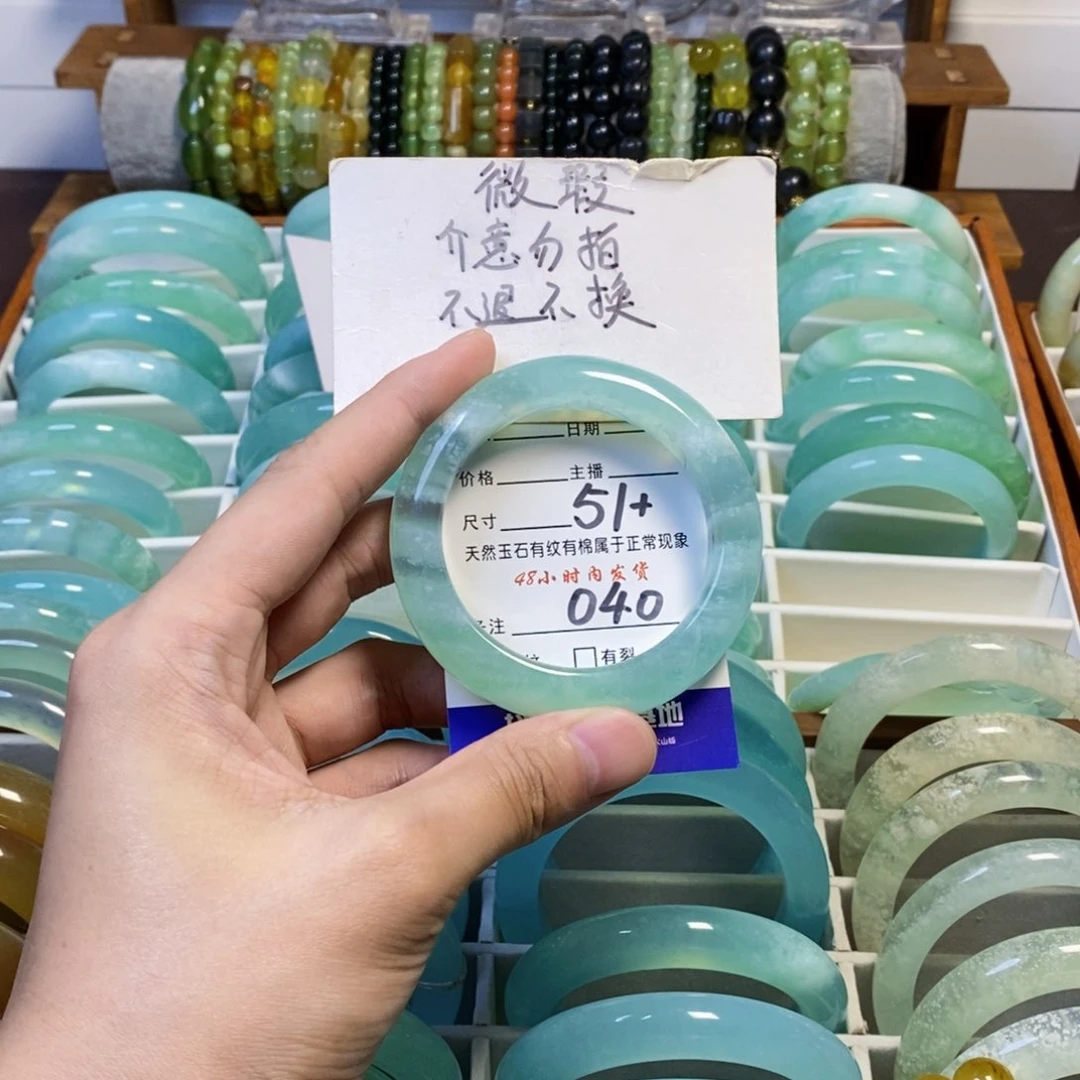 微瑕
介意勿拍
不退不换
日期
价格 主播
尺寸 51+
天然玉石有纹有棉属于正常现象
48小时内发货
注 040
有裂
地